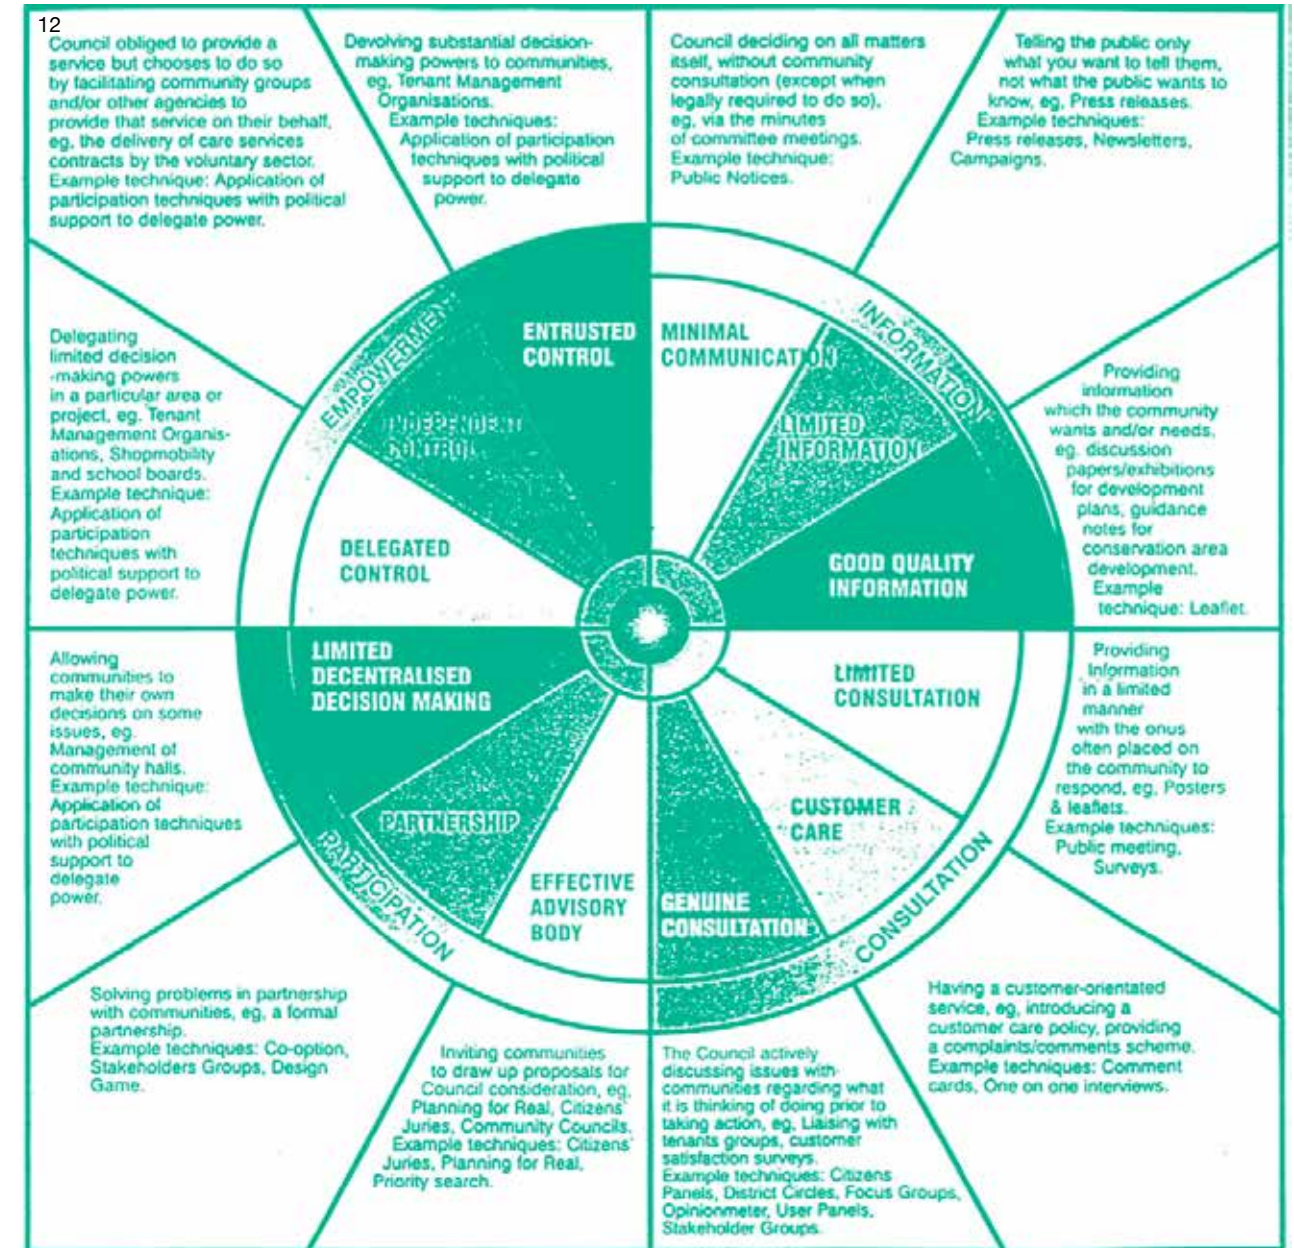 12
Council obliged to provide a
service but chooses to do so
by facilitating community groups
and/or other agencies to
provide that service on their behalf,
eg, the delivery of care services
contracts by the voluntary sector.
Example technique: Application of
participation techniques with political
support to delegate power.
Devolving substantial decision-
making powers to communities,
eg, Tenant Management
Organisations.
Example techniques:
Application of participation
techniques with political
support to delegate
power.
Council deciding on all matters
itself, without community
consultation (except when
legally required to do so),
eg, via the minutes
of committee meetings.
Example technique:
Public Notices.
Telling the public only
what you want to tell them,
not what the public wants to
know, eg, Press releases.
Example techniques:
Press releases, Newsletters,
Campaigns.
Delegating
limited decision
-making powers
in a particular area or
project, eg. Tenant
Management Organis-
ations, Shopmobility
and school boards.
Example technique:
Application of
participation
techniques with
political support to
delegate power.
EMPOWERMENT
INDEPENDENT
CONTROL
ENTRUSTED
CONTROL
MINIMAL
COMMUNICATION
INFORMATION
LIMITED
INFORMATION
Providing
information
which the community
wants and/or needs,
eg. discussion
papers/exhibitions
for development
plans, guidance
notes for
conservation area
development.
Example
technique: Leaflet.
DELEGATED
CONTROL
GOOD QUALITY
INFORMATION
Allowing
communities to
make their own
decisions on some
issues, eg.
Management of
community halls.
Example technique:
Application of
participation techniques
with political
support to
delegate
power.
LIMITED
DECENTRALISED
DECISION MAKING
PARTNERSHIP
PARTICIPATION
EFFECTIVE
ADVISORY
BODY
GENUINE
CONSULTATION
CUSTOMER
CARE
LIMITED
CONSULTATION
CONSULTATION
Providing
Information
in a limited
manner
with the onus
often placed on
the community to
respond, eg, Posters
& leaflets.
Example techniques:
Public meeting,
Surveys.
Solving problems in partnership
with communities, eg, a formal
partnership.
Example techniques: Co-option,
Stakeholders Groups, Design
Game.
Inviting communities
to draw up proposals for
Council consideration, eg,
Planning for Real, Citizens'
Juries, Community Councils.
Example techniques: Citizens'
Juries, Planning for Real,
Priority search.
The Council actively
discussing issues with
communities regarding what
it is thinking of doing prior to
taking action, eg, Liaising with
tenants groups, customer
satisfaction surveys.
Example techniques: Citizens
Panels, District Circles, Focus Groups,
Opinionmeter, User Panels,
Stakeholder Groups.
Having a customer-orientated
service, eg, introducing a
customer care policy, providing
a complaints/comments scheme.
Example techniques: Comment
cards, One on one interviews.